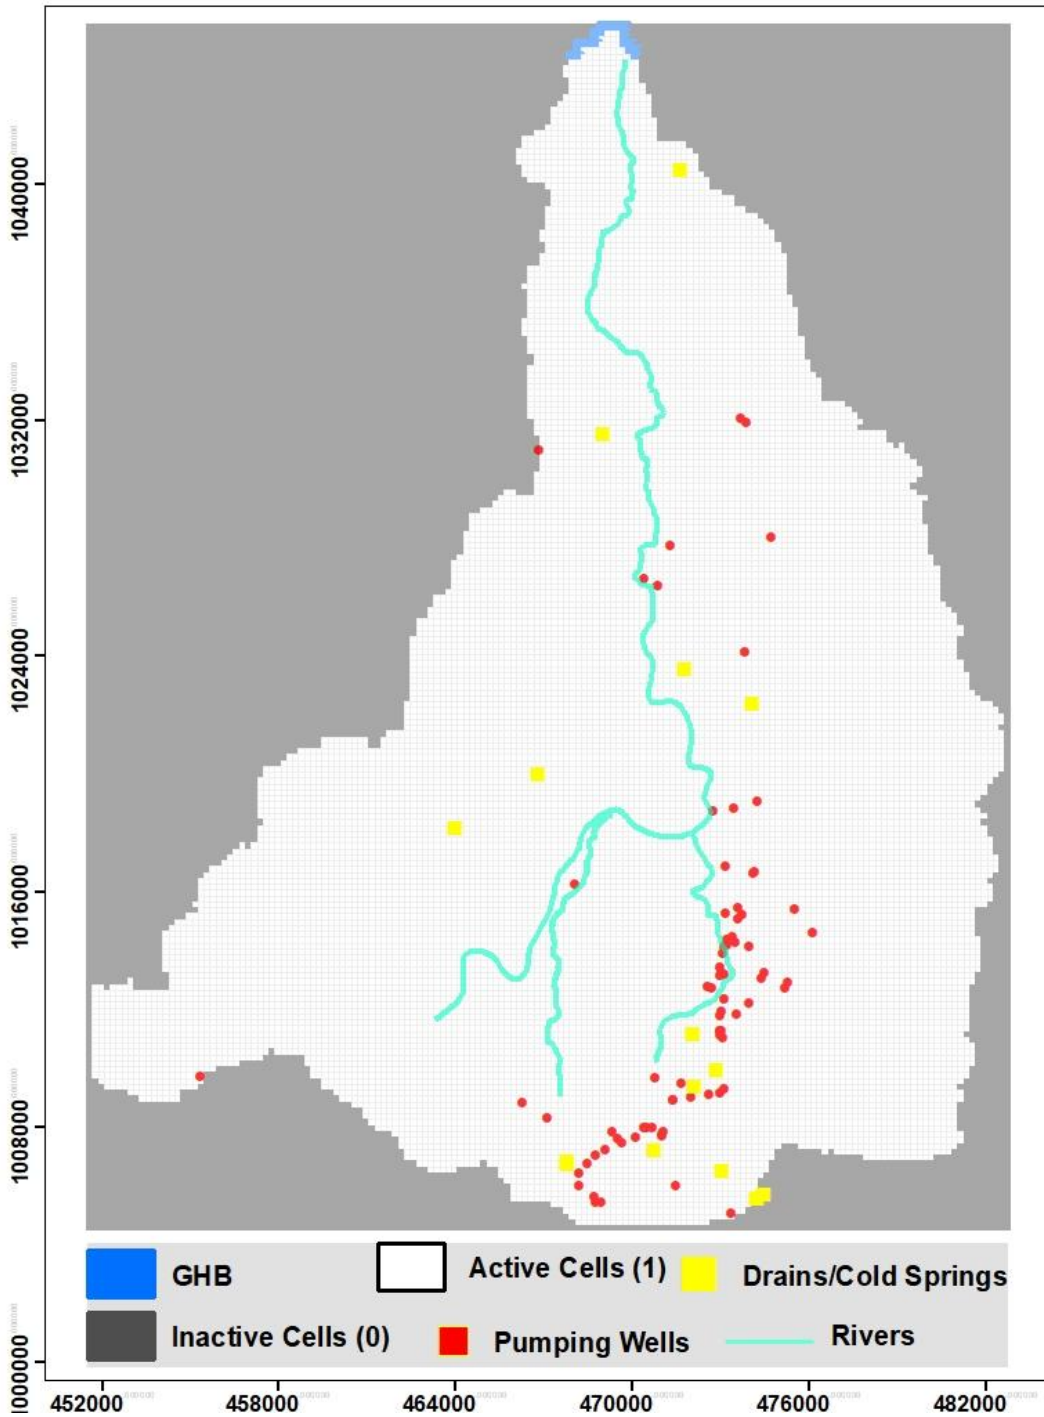 1040000
1032000
1024000
1016000
1008000
1000000
GHB
Active Cells (1)
Drains/Cold Springs
Inactive Cells (0)
Pumping Wells
Rivers
452000 458000 464000 470000 476000 482000